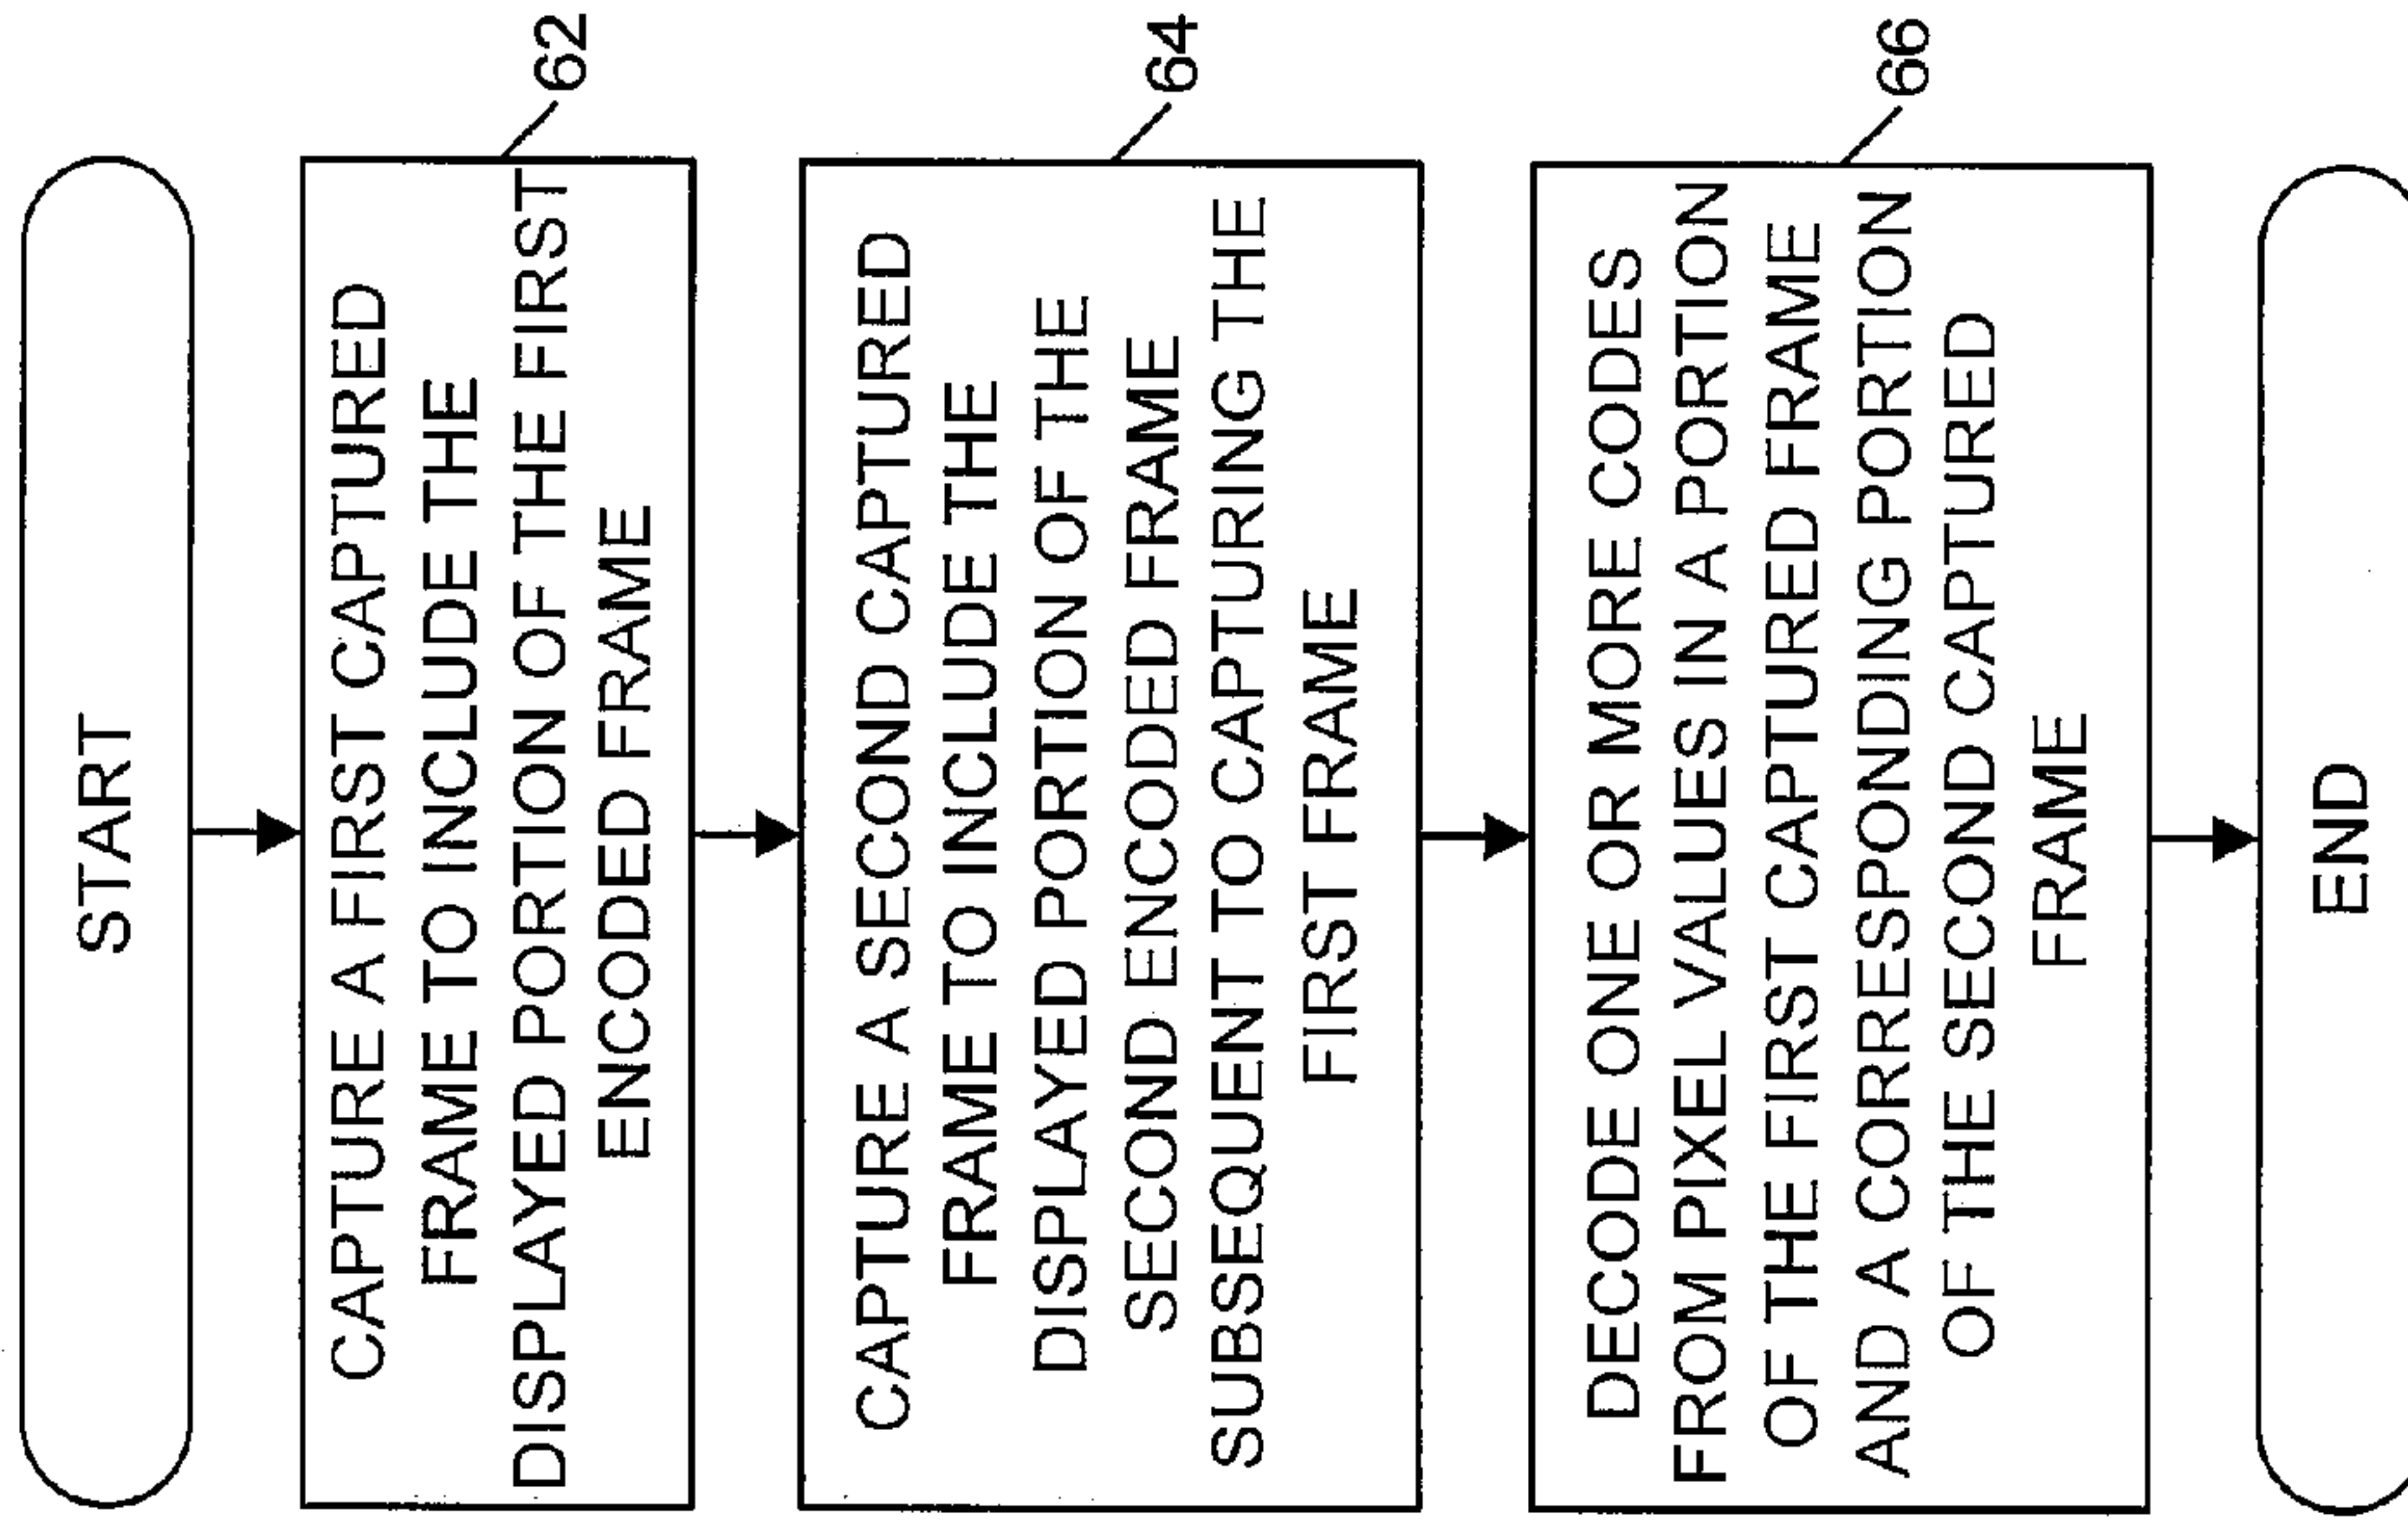 START
CAPTURE A FIRST CAPTURED
FRAME TO INCLUDE THE
DISPLAYED PORTION OF THE FIRST
ENCODED FRAME
62
CAPTURE A SECOND CAPTURED
FRAME TO INCLUDE THE
DISPLAYED PORTION OF THE
SECOND ENCODED FRAME
SUBSEQUENT TO CAPTURING THE
FIRST FRAME
64
DECODE ONE OR MORE CODES
FROM PIXEL VALUES IN A PORTION
OF THE FIRST CAPTURED FRAME
AND A CORRESPONDING PORTION
OF THE SECOND CAPTURED
FRAME
66
END